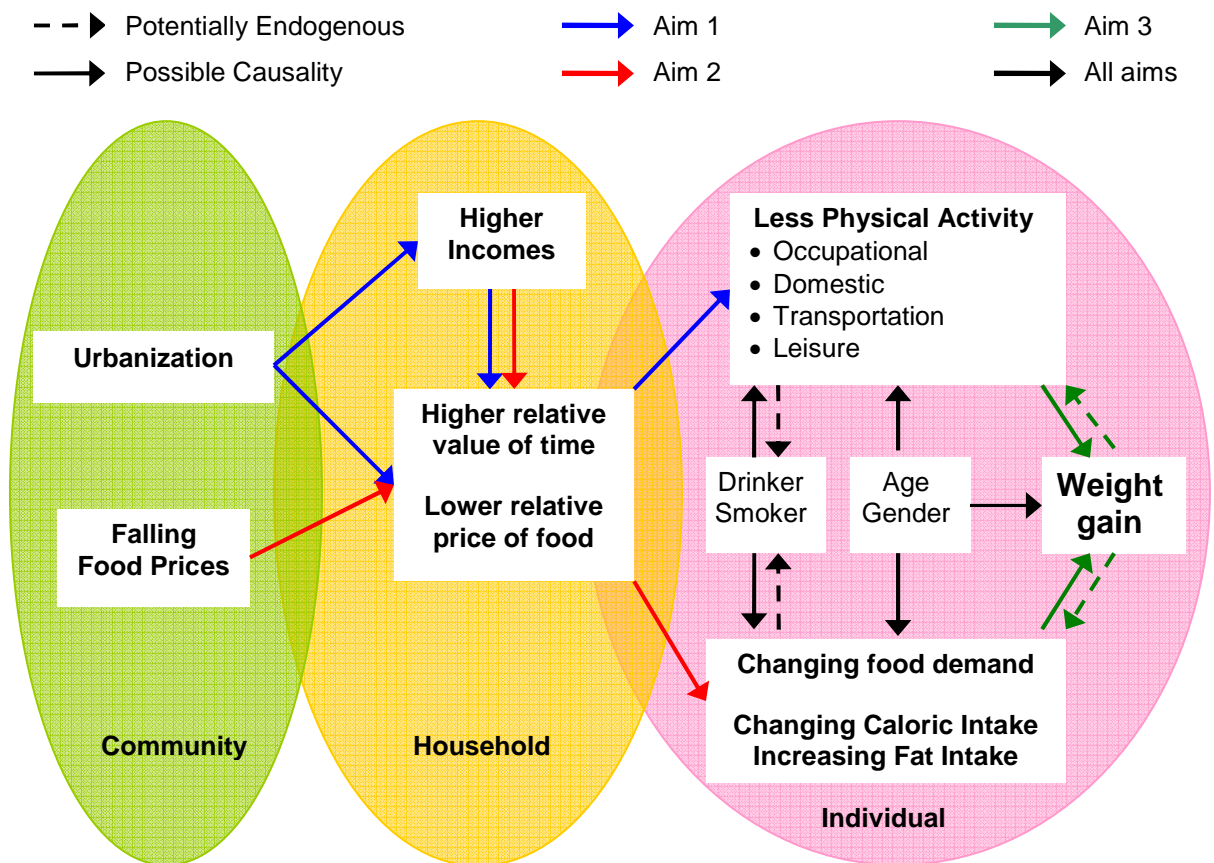 Potentially Endogenous
Possible Causality
Aim 1
Aim 2
Aim 3
All aims
Higher
Incomes
Urbanization
Higher relative
value of time
Lower relative
price of food
Falling
Food Prices
Less Physical Activity
• Occupational
• Domestic
• Transportation
• Leisure
Drinker
Smoker
Age
Gender
Weight
gain
Changing food demand
Changing Caloric Intake
Increasing Fat Intake
Community
Household
Individual